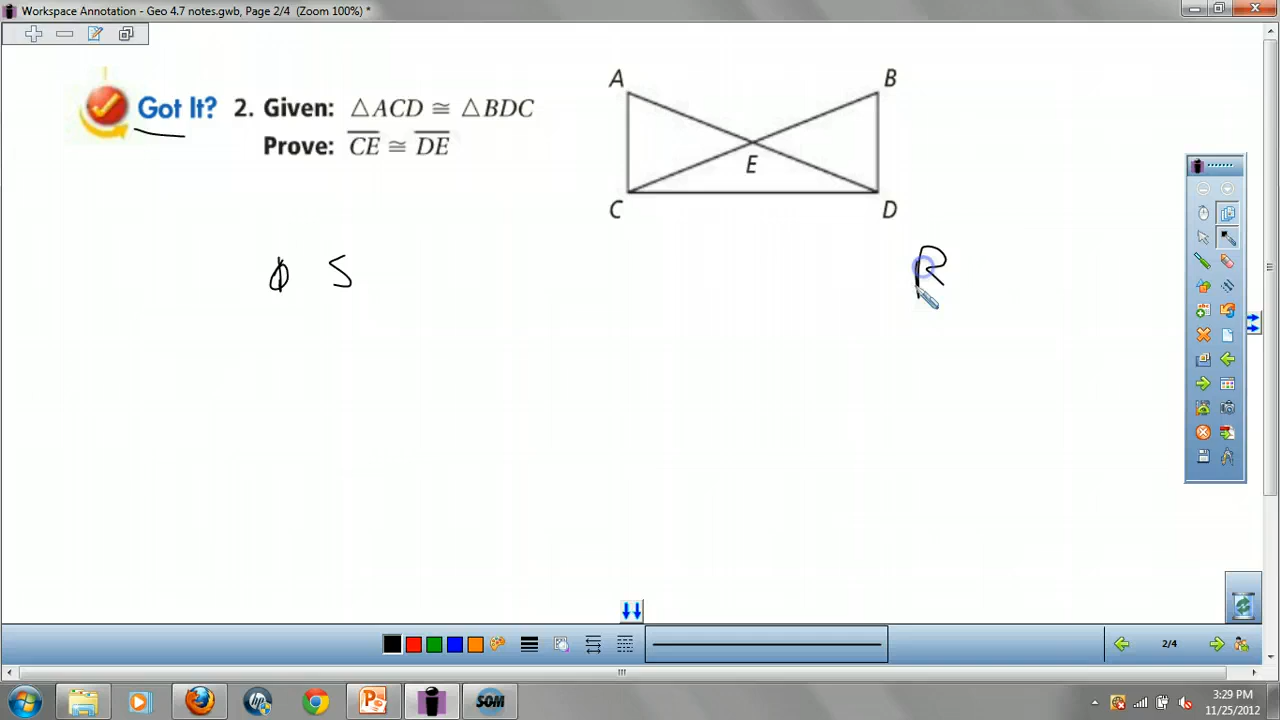 Workspace Annotation - Geo 4.7 notes.gwb, Page 2/4 (Zoom 100%) *
Got It? 2. Given: △ACD ≅ △BDC
Prove: CE ≅ DE
A
B
E
C
D
S
R
2/4
SOM
3:29 PM
11/25/2012